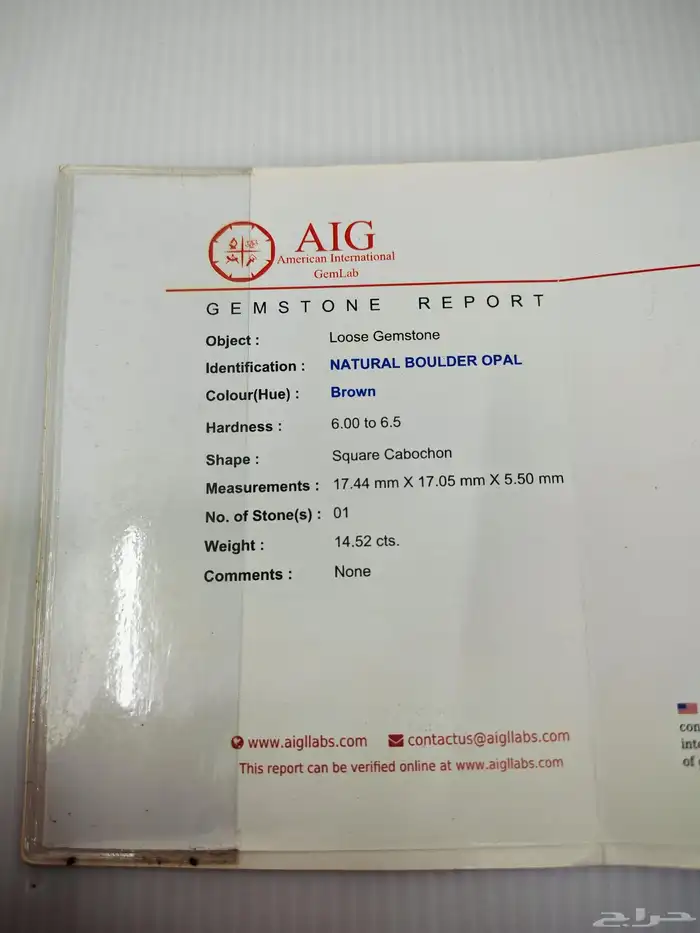 AIG
American International
GemLab
GEMSTONE REPORT
Object : Loose Gemstone
Identification : NATURAL BOULDER OPAL
Colour(Hue) : Brown
Hardness : 6.00 to 6.5
Shape : Square Cabochon
Measurements : 17.44 mm X 17.05 mm X 5.50 mm
No. of Stone(s) : 01
Weight : 14.52 cts.
Comments : None
www.aigllabs.com contactus@aigllabs.com
This report can be verified online at www.aigllabs.com
con
inte
of
حراج